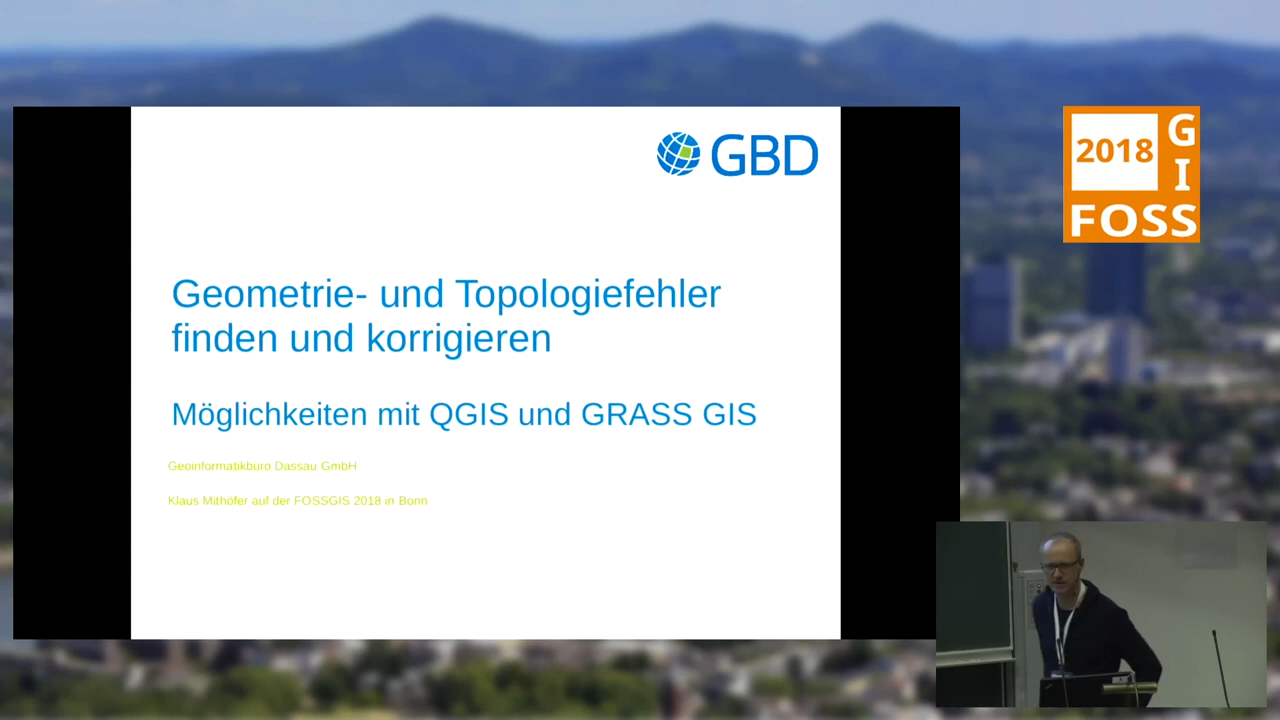 GBD
Geometrie- und Topologiefehler
finden und korrigieren
Möglichkeiten mit QGIS und GRASS GIS
Geoinformatikbüro Dassau GmbH
Klaus Mithöfer auf der FOSSGIS 2018 in Bonn
2018
GIS
FOSS